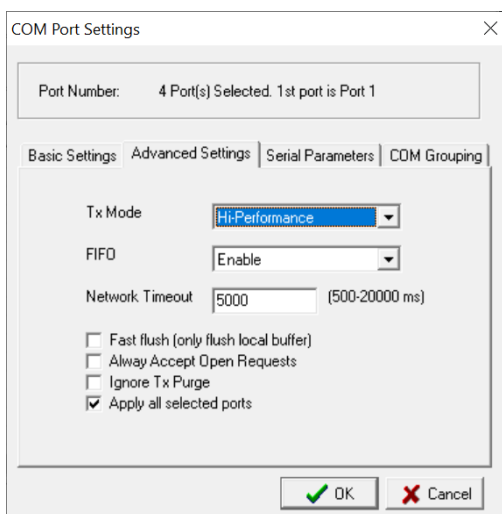 COM Port Settings
Port Number: 4 Port(s) Selected. 1st port is Port 1
Basic Settings Advanced Settings Serial Parameters COM Grouping
Tx Mode Hi-Performance
FIFO Enable
Network Timeout 5000 (500-20000 ms)
Fast flush (only flush local buffer)
Alway Accept Open Requests
Ignore Tx Purge
Apply all selected ports
OK Cancel